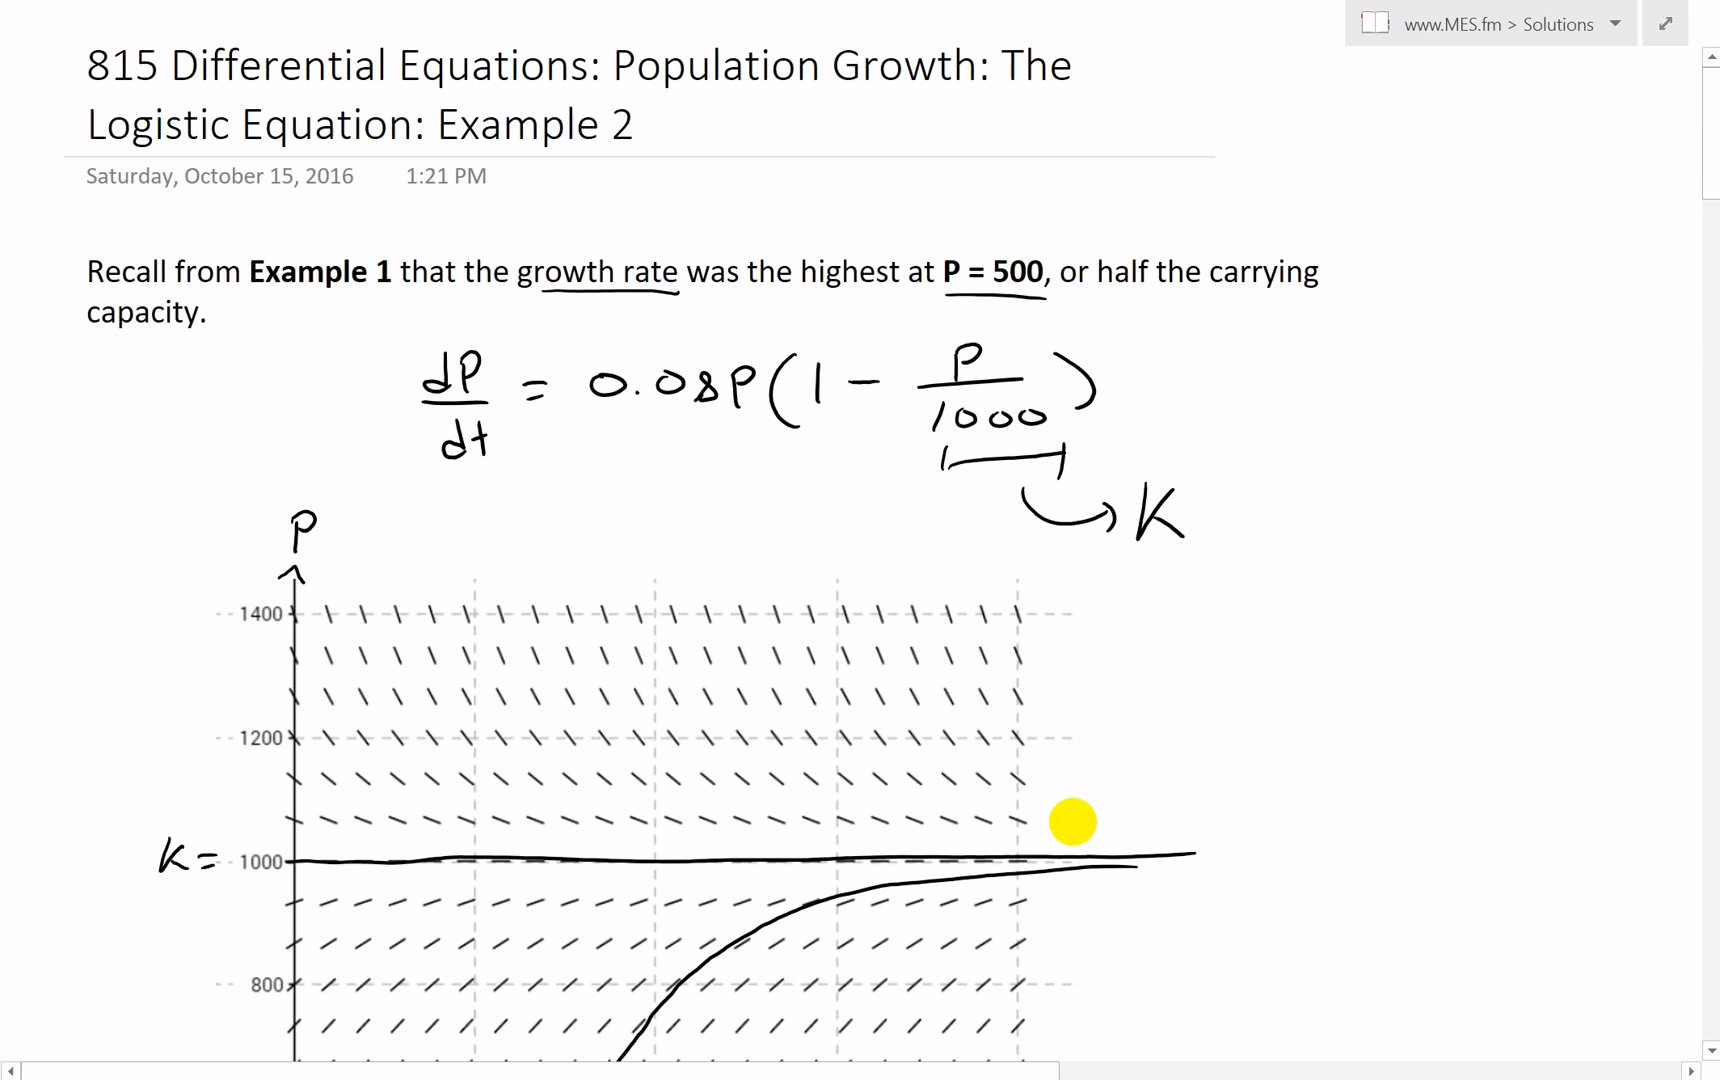 www.MES.fm > Solutions
815 Differential Equations: Population Growth: The
Logistic Equation: Example 2
Saturday, October 15, 2016 1:21 PM
Recall from Example 1 that the growth rate was the highest at P = 500, or half the carrying
capacity.
dP/dt = 0.08P(1 - P/1000)
K
P
1400
1200
K = 1000
800